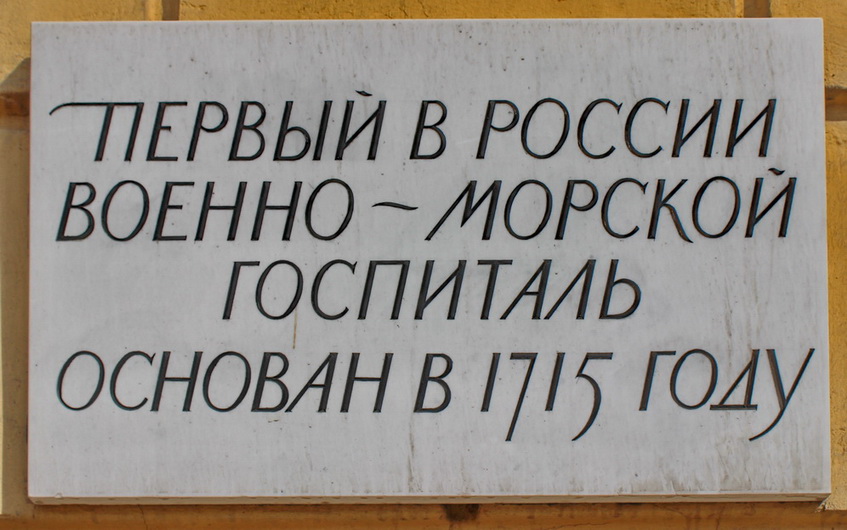 ПЕРВЫЙ В РОССИИ
ВОЕННО-МОРСКОЙ
ГОСПИТАЛЬ
ОСНОВАН В 1715 ГОДУ